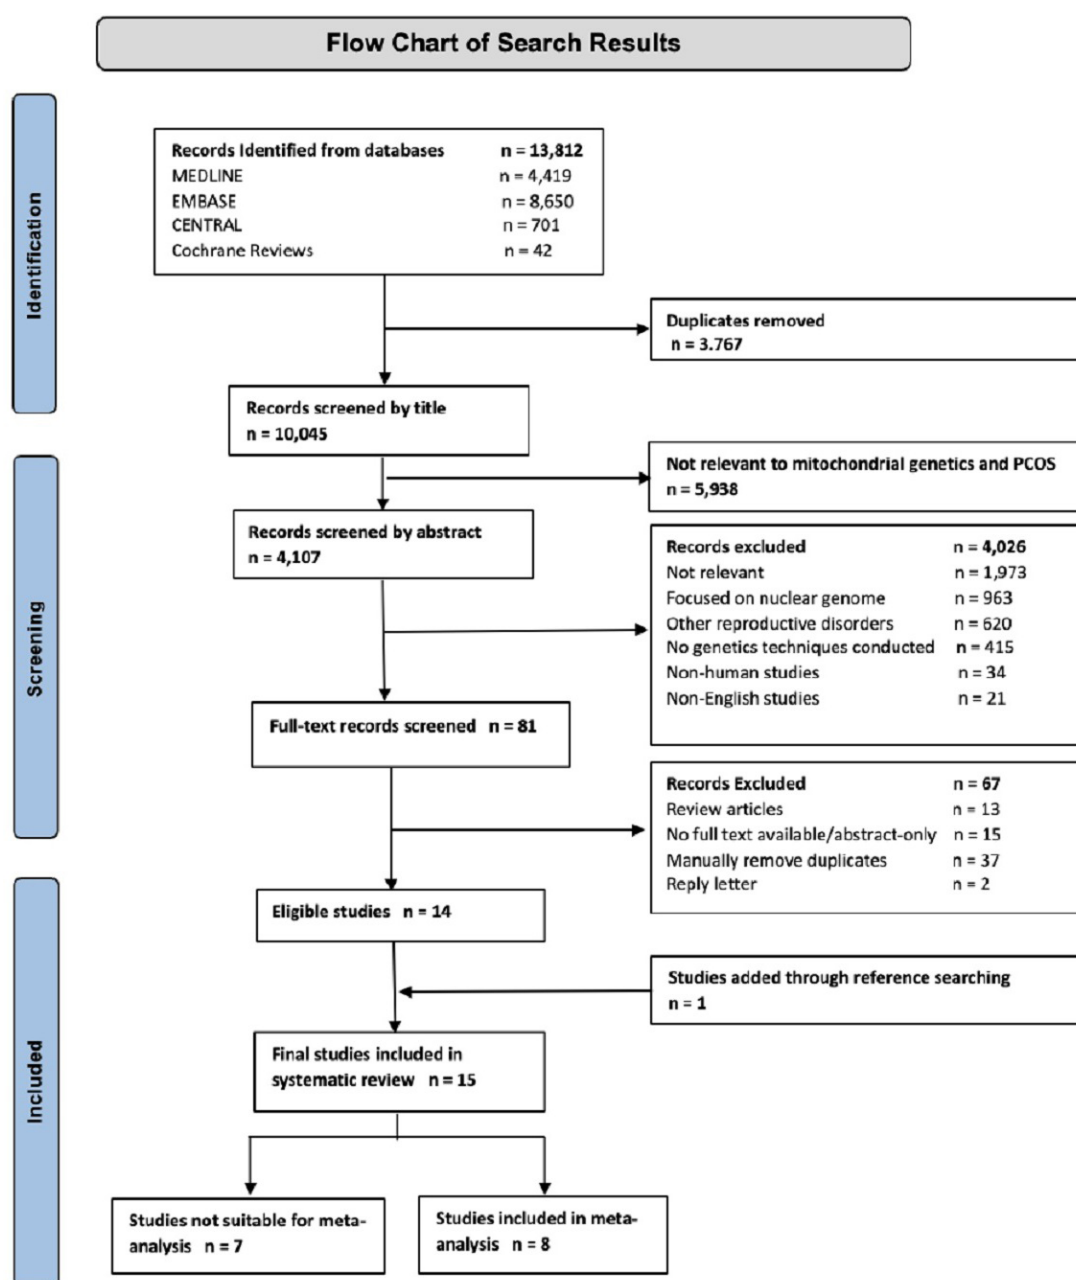 Flow Chart of Search Results
Identification
Records Identified from databases n = 13,812
MEDLINE n = 4,419
EMBASE n = 8,650
CENTRAL n = 701
Cochrane Reviews n = 42
Duplicates removed
n = 3.767
Records screened by title
n = 10,045
Screening
Not relevant to mitochondrial genetics and PCOS
n = 5,938
Records screened by abstract
n = 4,107
Records excluded n = 4,026
Not relevant n = 1,973
Focused on nuclear genome n = 963
Other reproductive disorders n = 620
No genetics techniques conducted n = 415
Non-human studies n = 34
Non-English studies n = 21
Full-text records screened n = 81
Records Excluded n = 67
Review articles n = 13
No full text available/abstract-only n = 15
Manually remove duplicates n = 37
Reply letter n = 2
Included
Eligible studies n = 14
Studies added through reference searching
n = 1
Final studies included in
systematic review n = 15
Studies not suitable for meta-
analysis n = 7
Studies included in meta-
analysis n = 8